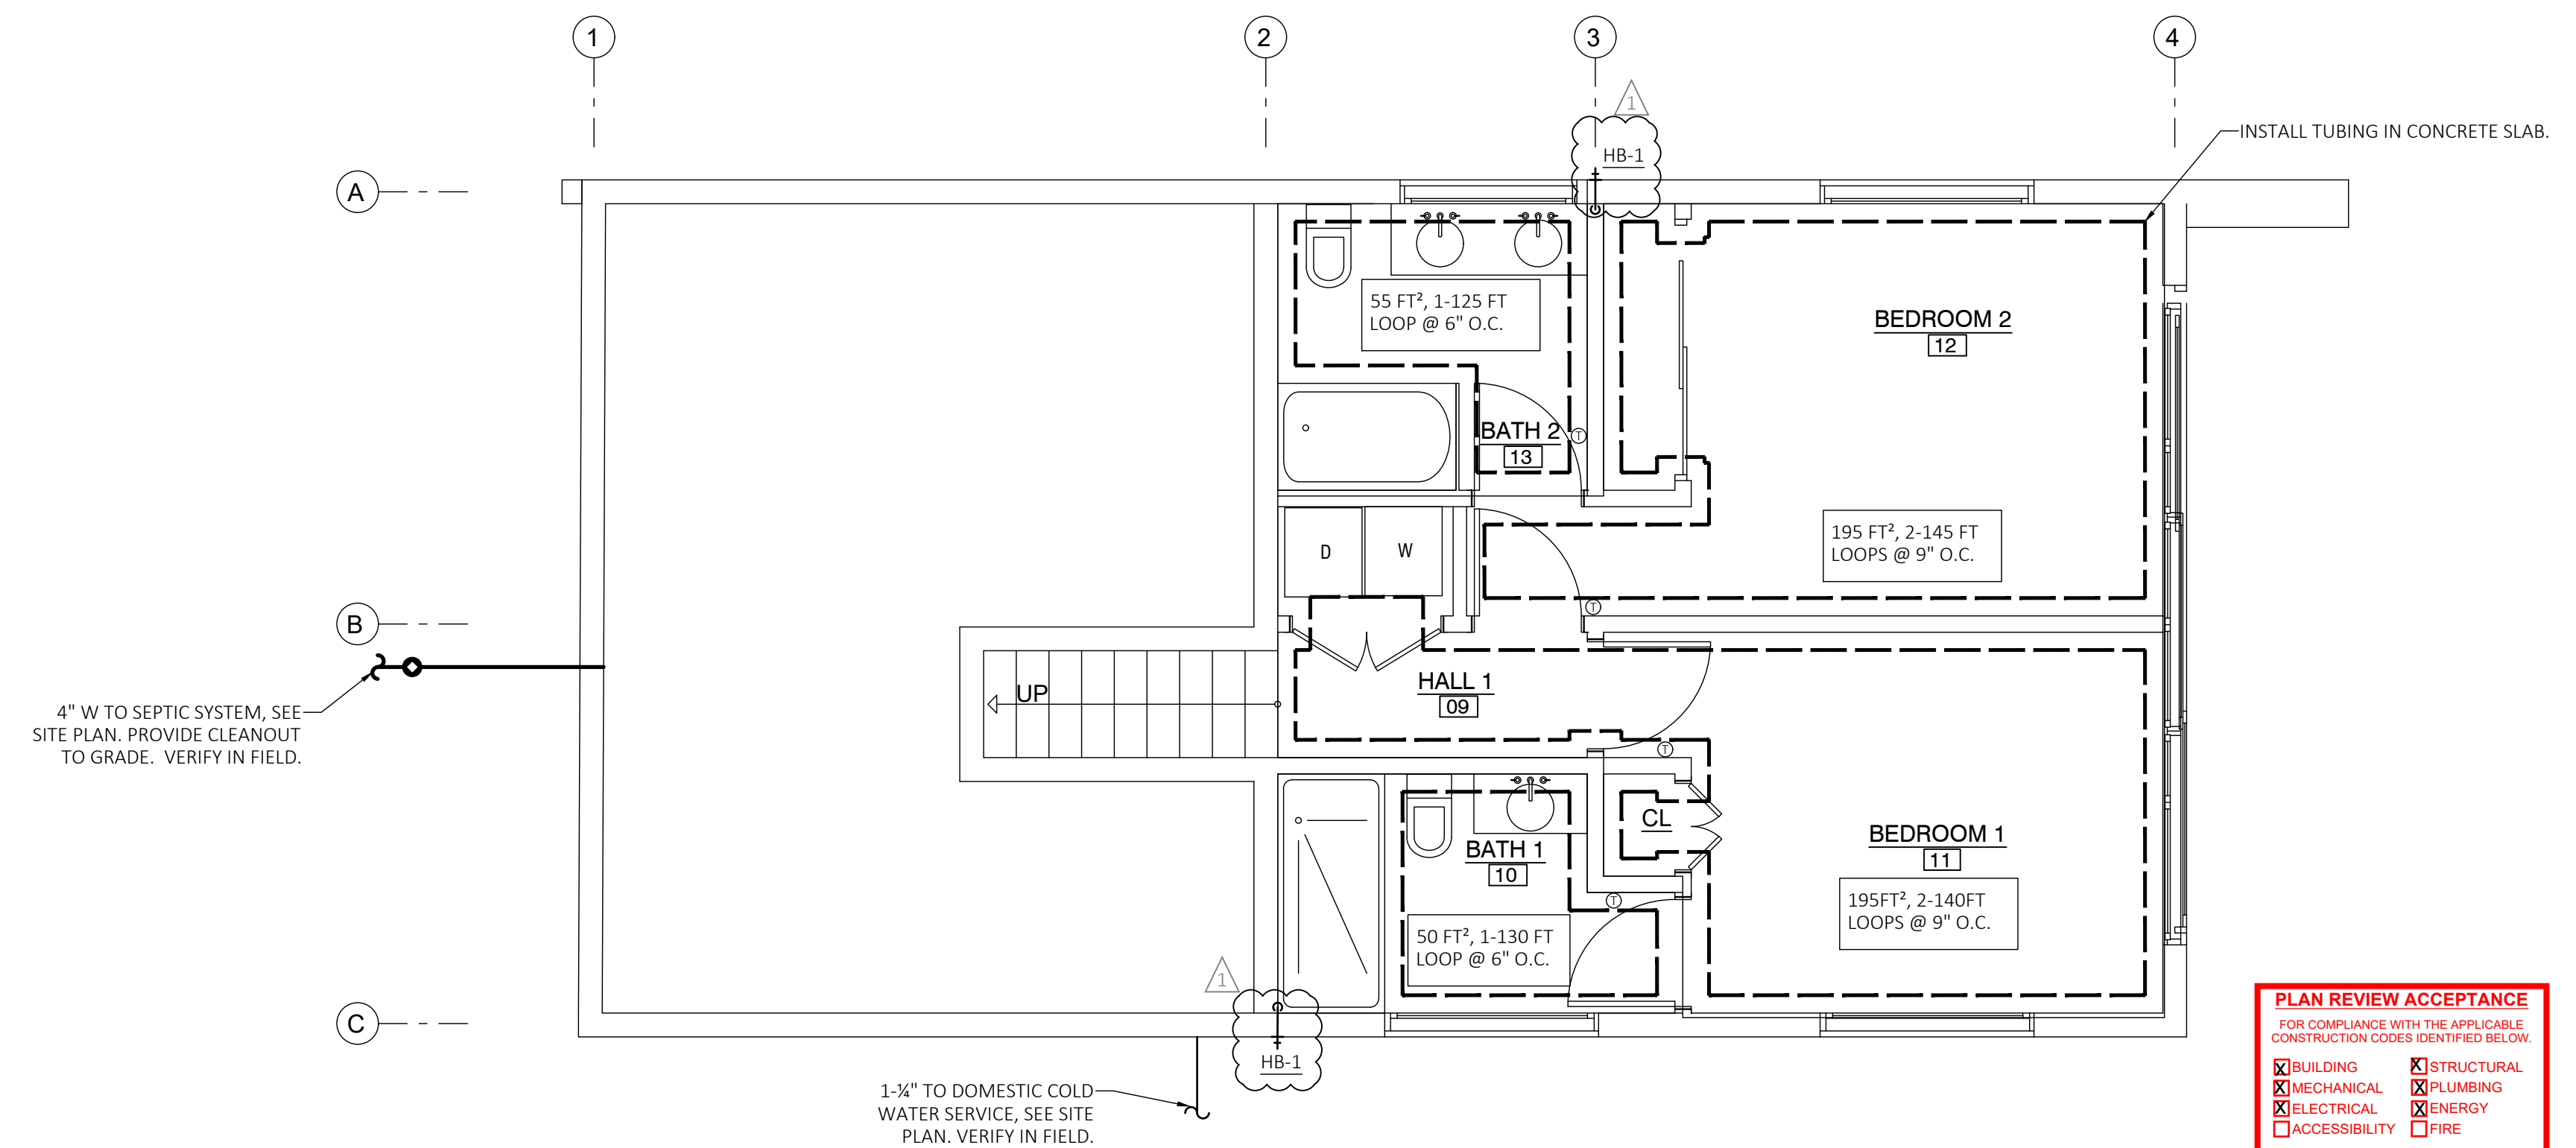 1
2
3
4
1
HB-1
INSTALL TUBING IN CONCRETE SLAB.
A
55 FT², 1-125 FT
LOOP @ 6" O.C.
BEDROOM 2
12
BATH 2
13
T
D
W
195 FT², 2-145 FT
LOOPS @ 9" O.C.
T
B
UP
HALL 1
09
T
4" W TO SEPTIC SYSTEM, SEE
SITE PLAN. PROVIDE CLEANOUT
TO GRADE. VERIFY IN FIELD.
CL
BATH 1
10
BEDROOM 1
11
T
195FT², 2-140FT
LOOPS @ 9" O.C.
50 FT², 1-130 FT
LOOP @ 6" O.C.
1
C
HB-1
1-¼" TO DOMESTIC COLD
WATER SERVICE, SEE SITE
PLAN. VERIFY IN FIELD.
PLAN REVIEW ACCEPTANCE
FOR COMPLIANCE WITH THE APPLICABLE
CONSTRUCTION CODES IDENTIFIED BELOW.
X BUILDING X STRUCTURAL
X MECHANICAL X PLUMBING
X ELECTRICAL X ENERGY
ACCESSIBILITY FIRE